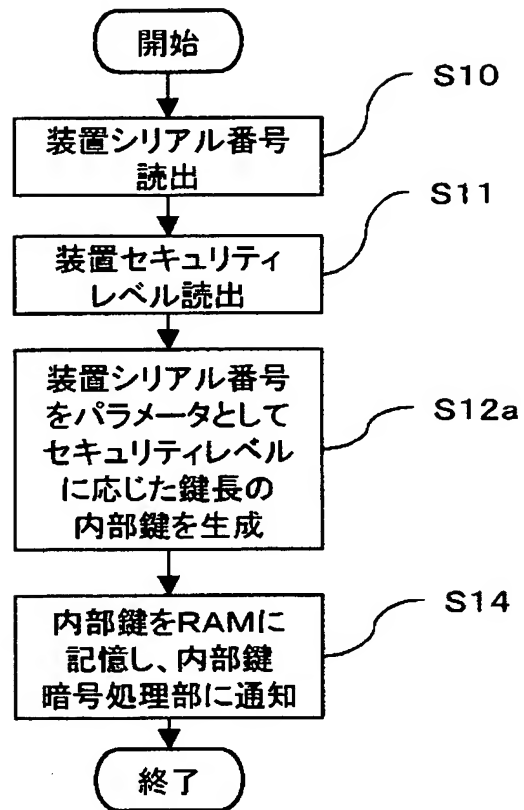 開始
S10
装置シリアル番号
読出
S11
装置セキュリティ
レベル読出
装置シリアル番号
をパラメータとして
セキュリティレベル
に応じた鍵長の
内部鍵を生成
S12a
内部鍵をRAMに
記憶し、内部鍵
暗号処理部に通知
S14
終了